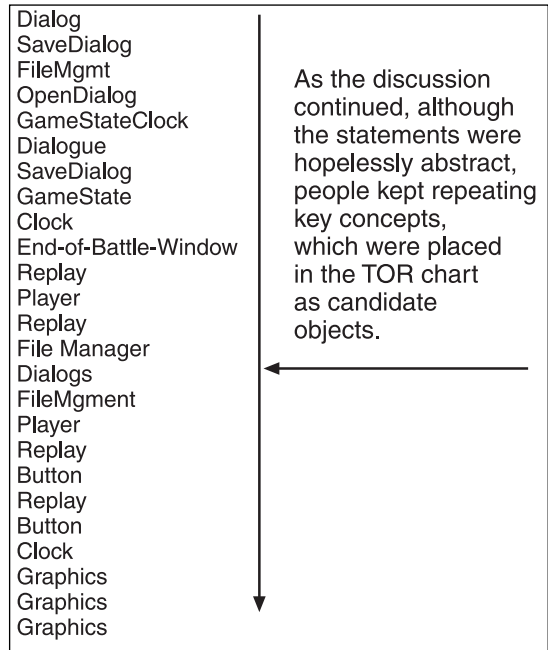 Dialog
SaveDialog
FileMgmt
OpenDialog
GameStateClock
Dialogue
SaveDialog
GameState
Clock
End-of-Battle-Window
Replay
Player
Replay
File Manager
Dialogs
FileMgment
Player
Replay
Button
Replay
Button
Clock
Graphics
Graphics
Graphics
As the discussion
continued, although
the statements were
hopelessly abstract,
people kept repeating
key concepts,
which were placed
in the TOR chart
as candidate
objects.